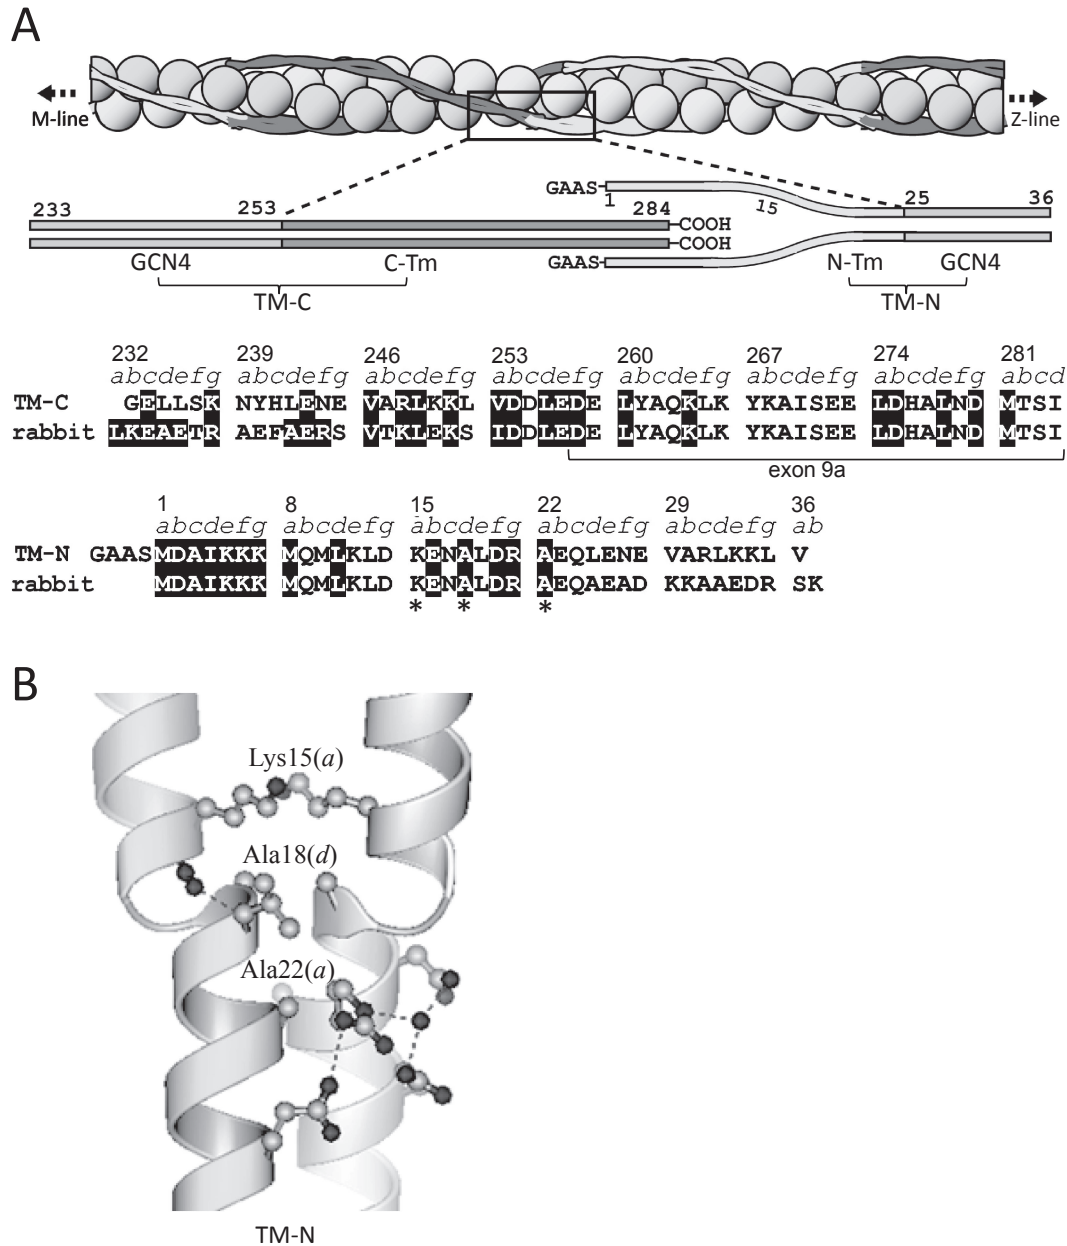 A
M-line
Z-line
GAAS
1
15
25 36
233 253 284
COOH
COOH
GAAS
GCN4 C-Tm N-Tm GCN4
TM-C TM-N
232 239 246 253 260 267 274 281
abcdefg abcdefg abcdefg abcdefg abcdefg abcdefg abcdefg abcd
TM-C GELLSK NYHLENE VARLKKL VDDLEDE LYAQKLK YKAISEE LDHALND MTSI
rabbit LKEAETR AEFAERS VTKLEKS IDDLEDE LYAQKLK YKAISEE LDHALND MTSI
exon 9a
1 8 15 22 29 36
abcdefg abcdefg abcdefg abcdefg abcdefg ab
TM-N GAASMDAIKKK MQMLKLD KENALDR AEQLENE VARLKKL V
rabbit MDAIKKK MQMLKLD KENALDR AEQAEAD KKAAEDR SK
* * *
B
Lys15(a)
Ala18(d)
Ala22(a)
TM-N